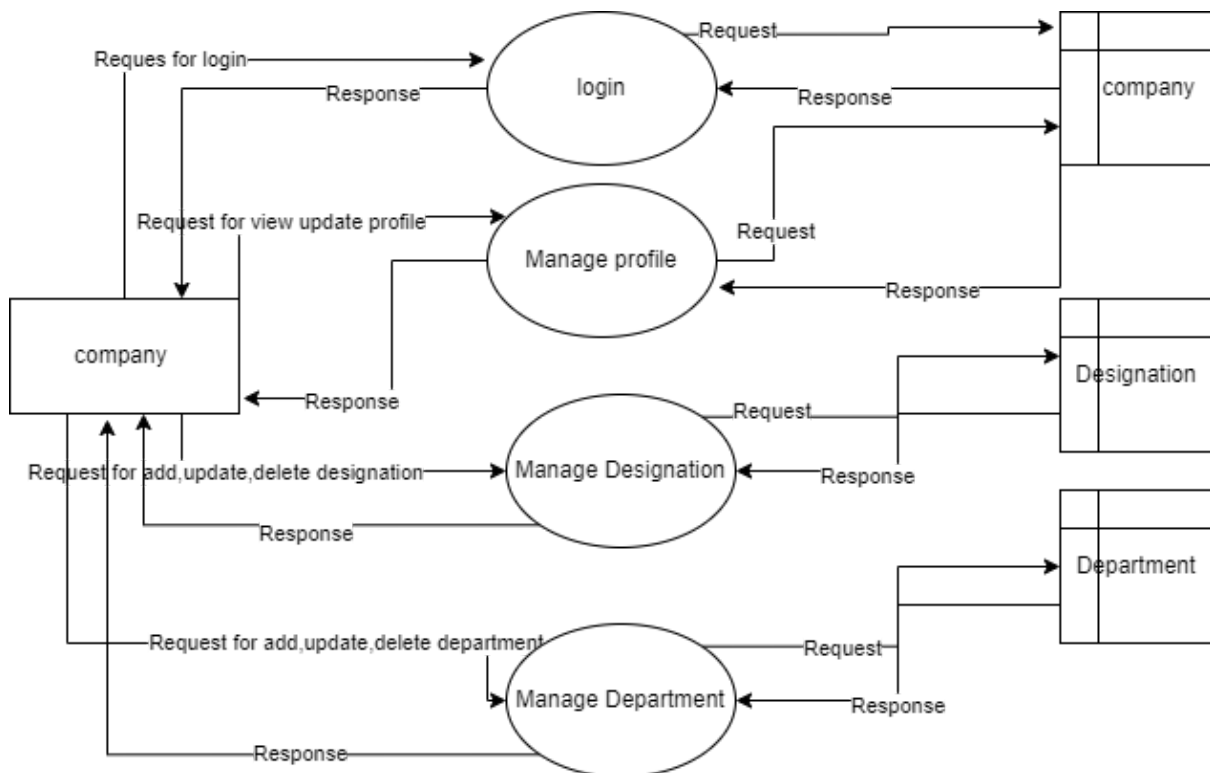 Request
Reques for login
login
company
Response
Response
Request for view update profile
Request
Manage profile
Response
company
Designation
Response
Request
Manage Designation
Request for add,update,delete designation
Response
Response
Department
Request for add,update,delete department
Request
Manage Department
Response
Response